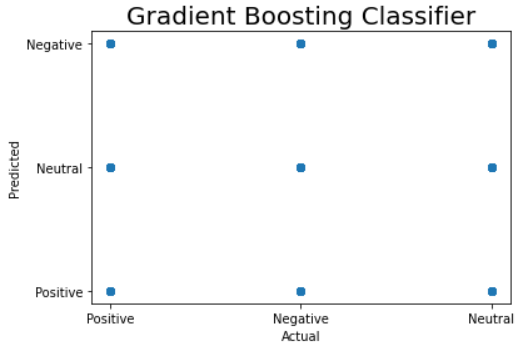 Gradient Boosting Classifier
Negative
Neutral
Positive
Predicted
Positive
Negative
Neutral
Actual